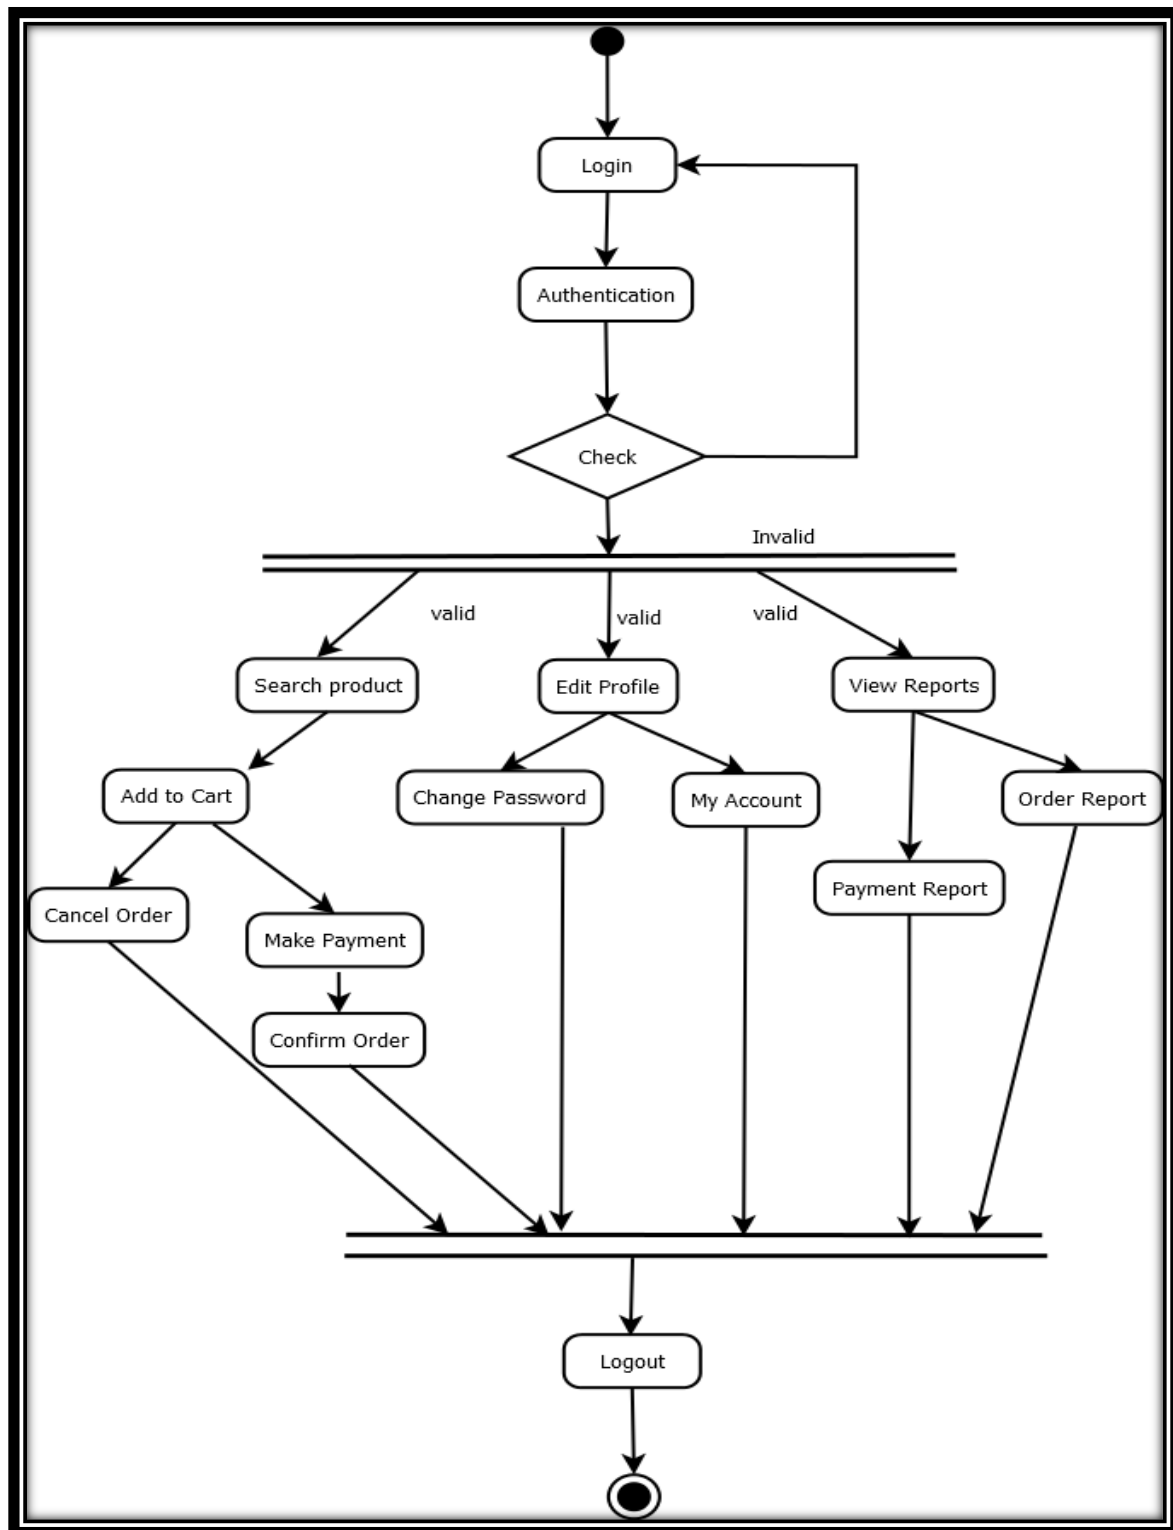 Login
Authentication
Check
Invalid
valid
valid
valid
Search product
Edit Profile
View Reports
Add to Cart
Change Password
My Account
Order Report
Cancel Order
Payment Report
Make Payment
Confirm Order
Logout